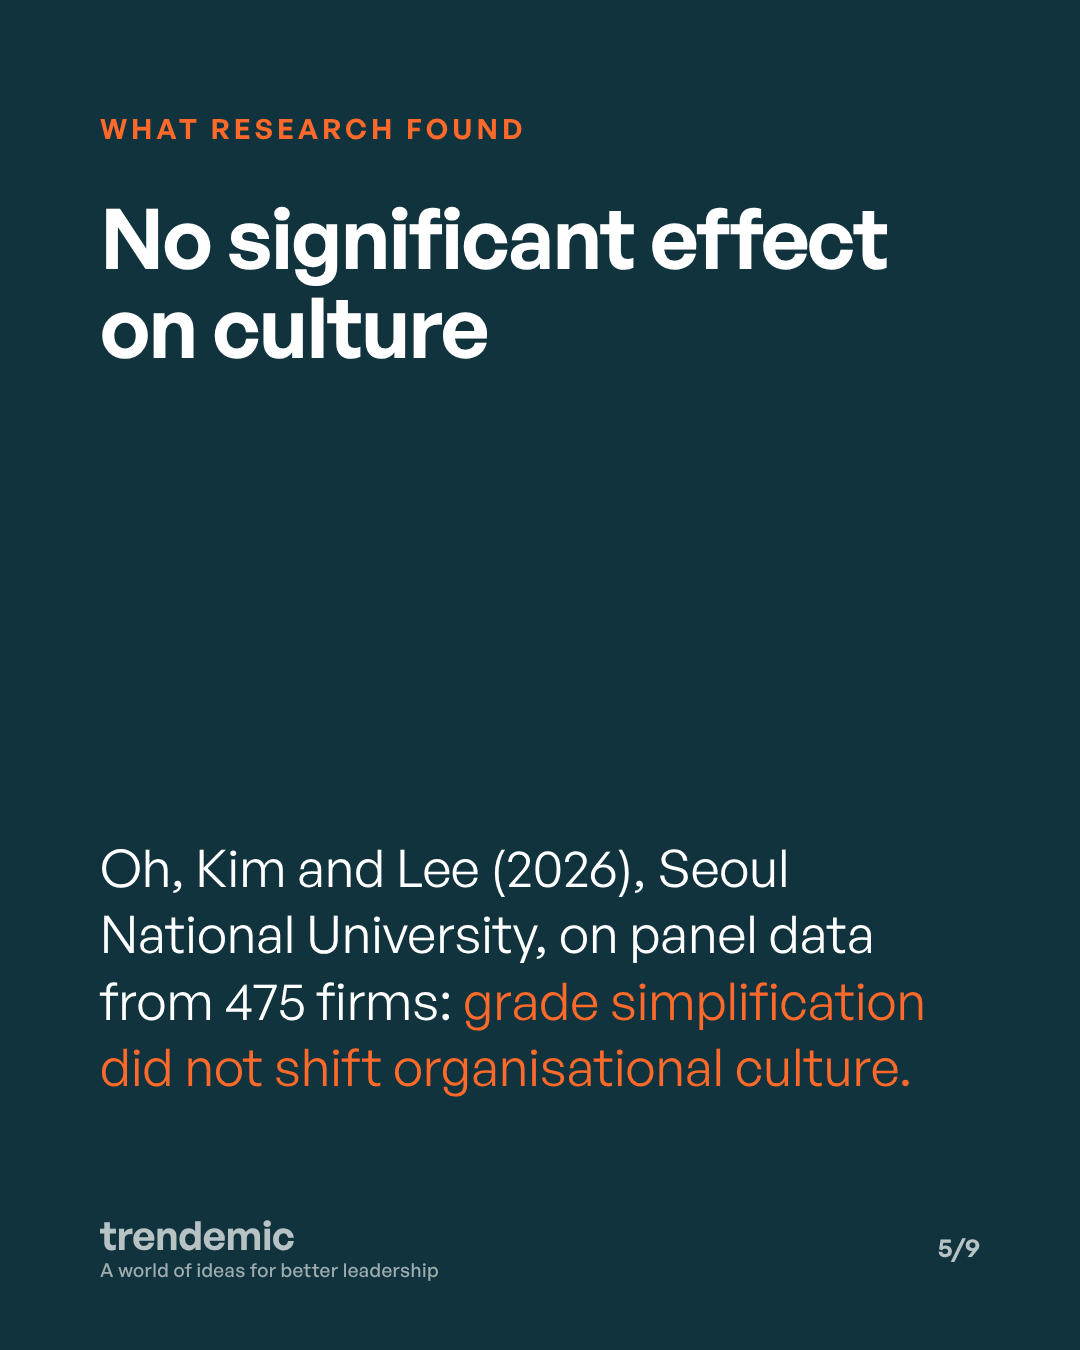 WHAT RESEARCH FOUND
No significant effect
on culture
Oh, Kim and Lee (2026), Seoul
National University, on panel data
from 475 firms: grade simplification
did not shift organisational culture.
trendemic
A world of ideas for better leadership
5/9